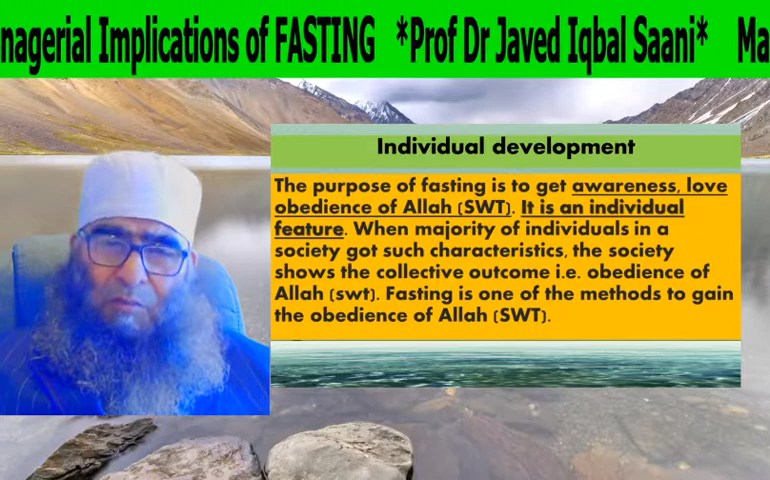 nagerial Implications of FASTING *Prof Dr Javed Iqbal Saani* Ma
Individual development
The purpose of fasting is to get awareness, love
obedience of Allah (SWT). It is an individual
feature. When majority of individuals in a
society got such characteristics, the society
shows the collective outcome i.e. obedience of
Allah (swt). Fasting is one of the methods to gain
the obedience of Allah (SWT).